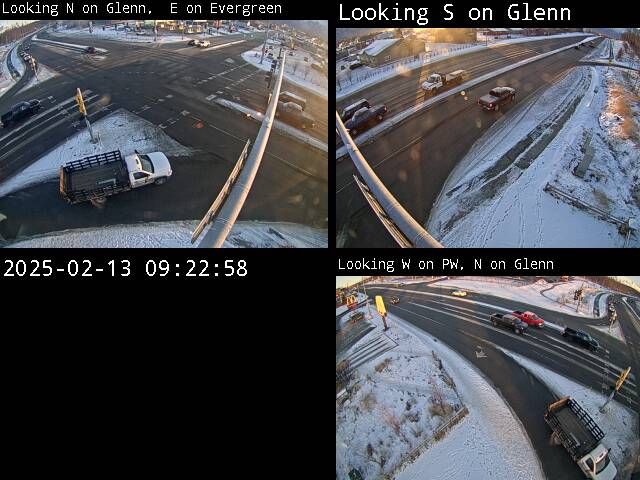 Looking N on Glenn,  E on Evergreen
Looking S on Glenn
2025-02-13 09:22:58
Looking W on PW, N on Glenn